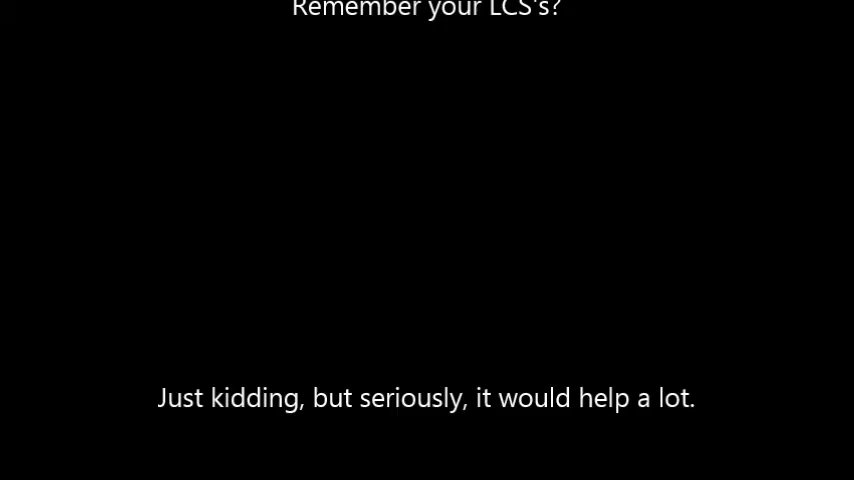 Remember your LCS's?
Just kidding, but seriously, it would help a lot.